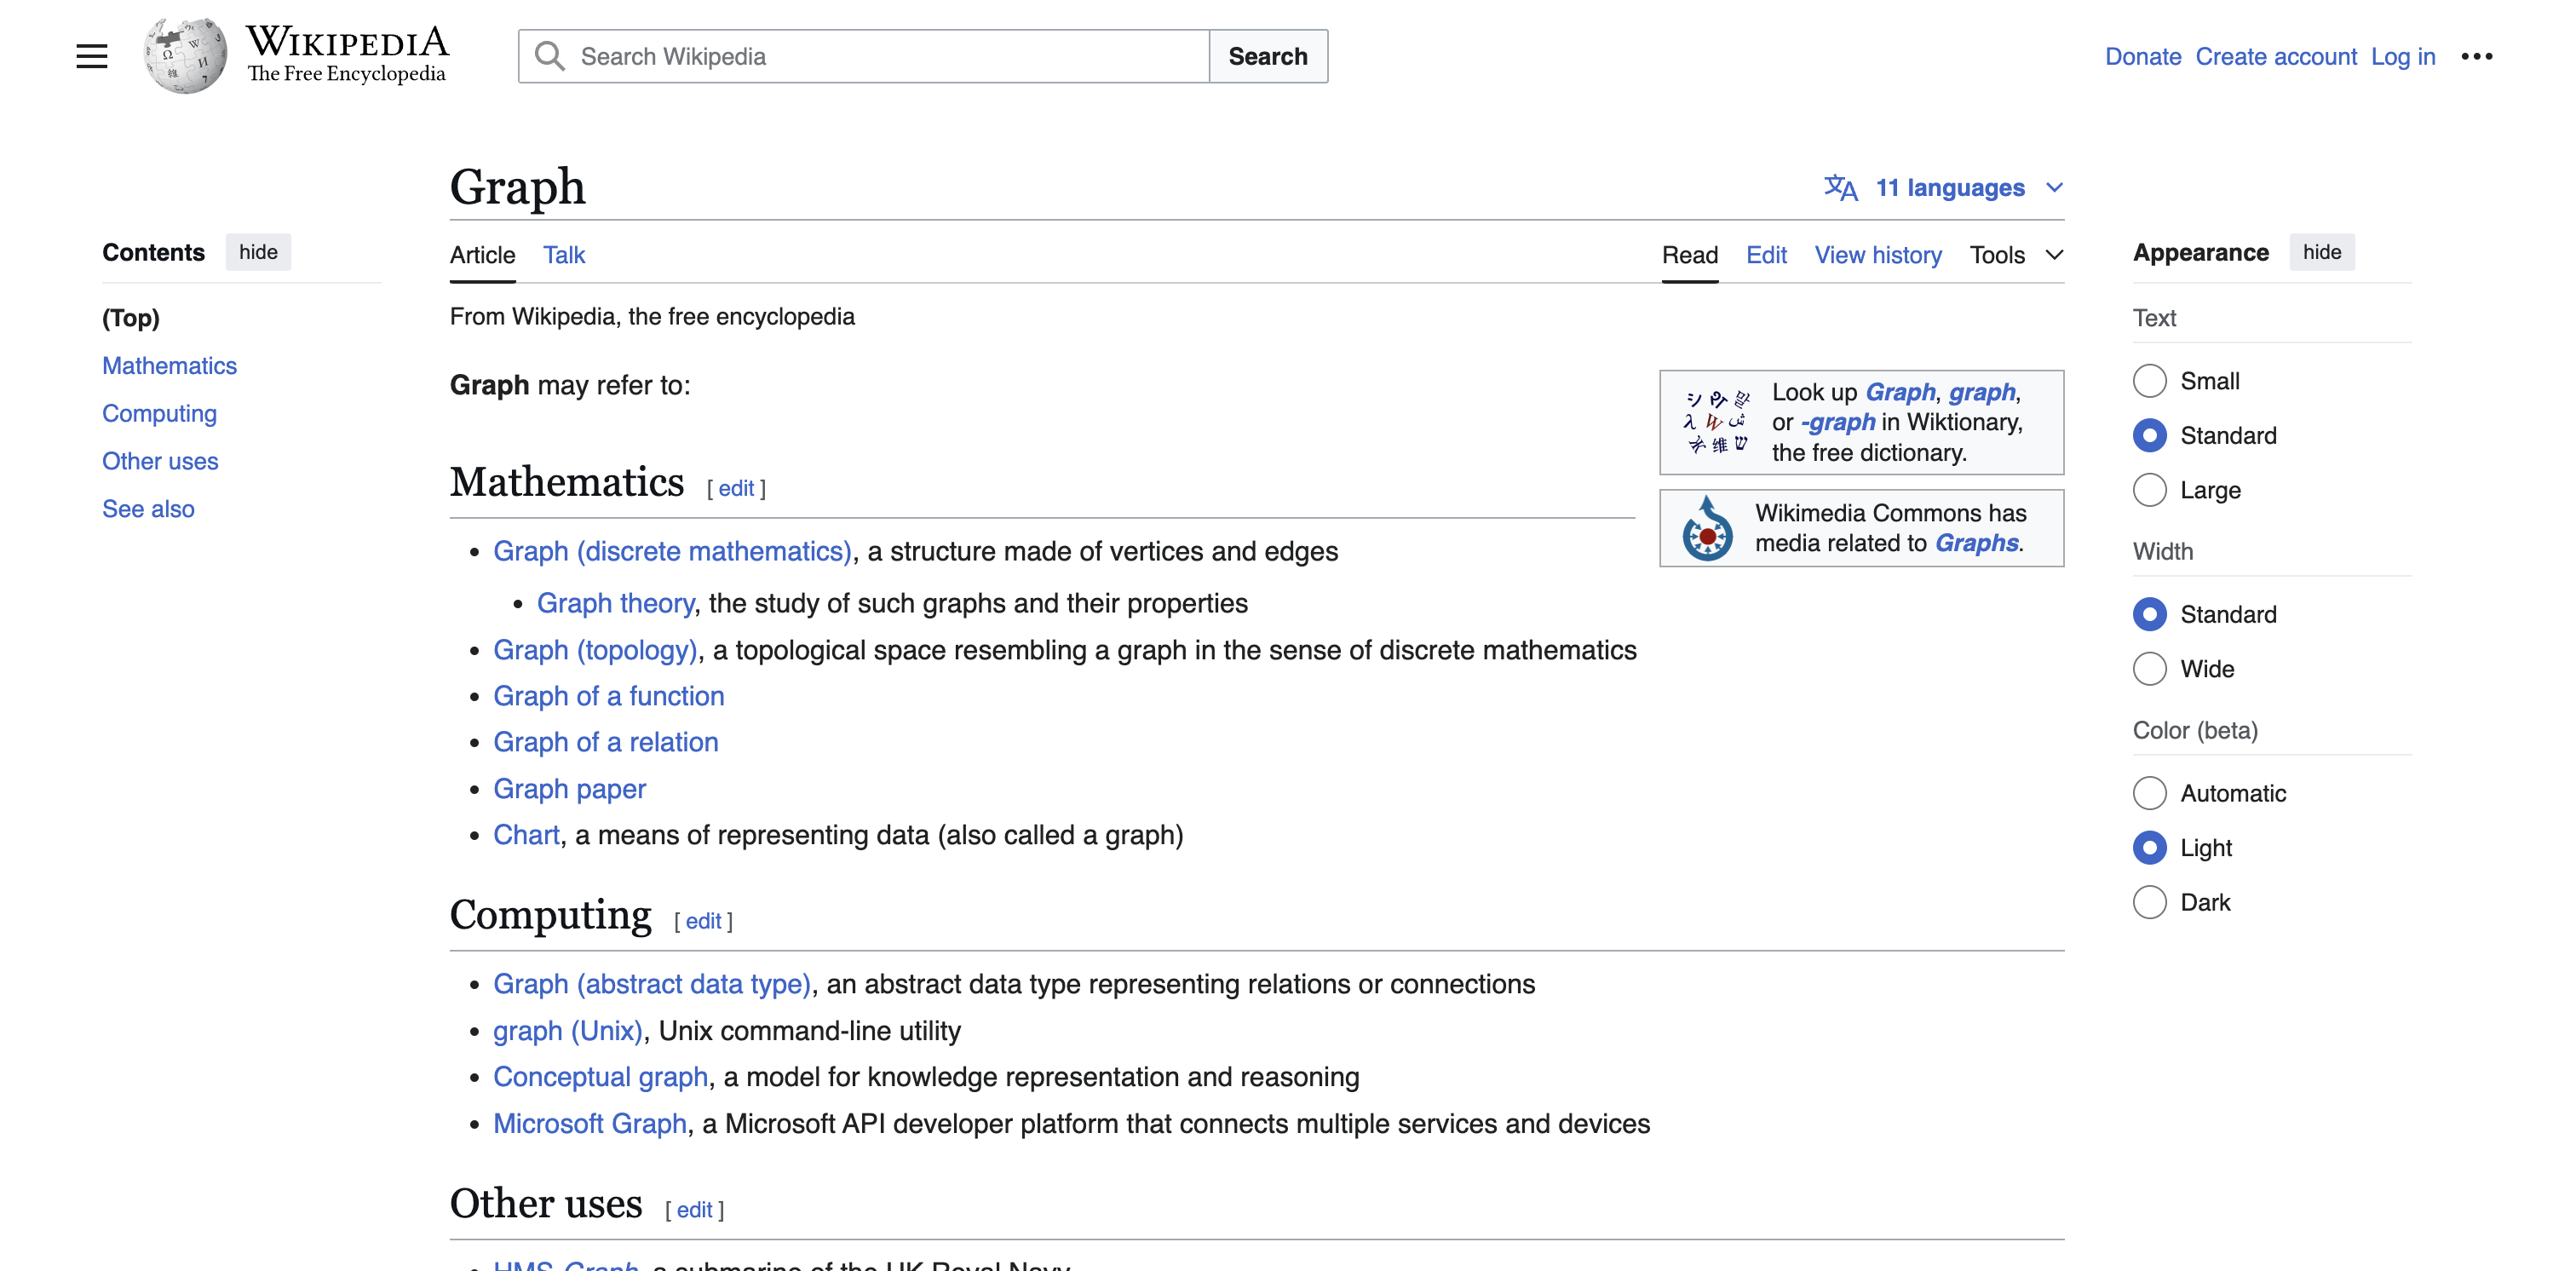 WIKIPEDIA
The Free Encyclopedia
Search Wikipedia
Search
Donate Create account Log in
Contents hide
(Top)
Mathematics
Computing
Other uses
See also
Graph
11 languages
Article Talk
Read Edit View history Tools
From Wikipedia, the free encyclopedia
Graph may refer to:
Look up Graph, graph,
or -graph in Wiktionary,
the free dictionary.
Wikimedia Commons has
media related to Graphs.
Mathematics [ edit ]
• Graph (discrete mathematics), a structure made of vertices and edges
• Graph theory, the study of such graphs and their properties
• Graph (topology), a topological space resembling a graph in the sense of discrete mathematics
• Graph of a function
• Graph of a relation
• Graph paper
• Chart, a means of representing data (also called a graph)
Computing [ edit ]
• Graph (abstract data type), an abstract data type representing relations or connections
• graph (Unix), Unix command-line utility
• Conceptual graph, a model for knowledge representation and reasoning
• Microsoft Graph, a Microsoft API developer platform that connects multiple services and devices
Other uses [ edit ]
• HMS Graph, a submarine of the UK Royal Navy
Appearance hide
Text
Small
Standard
Large
Width
Standard
Wide
Color (beta)
Automatic
Light
Dark